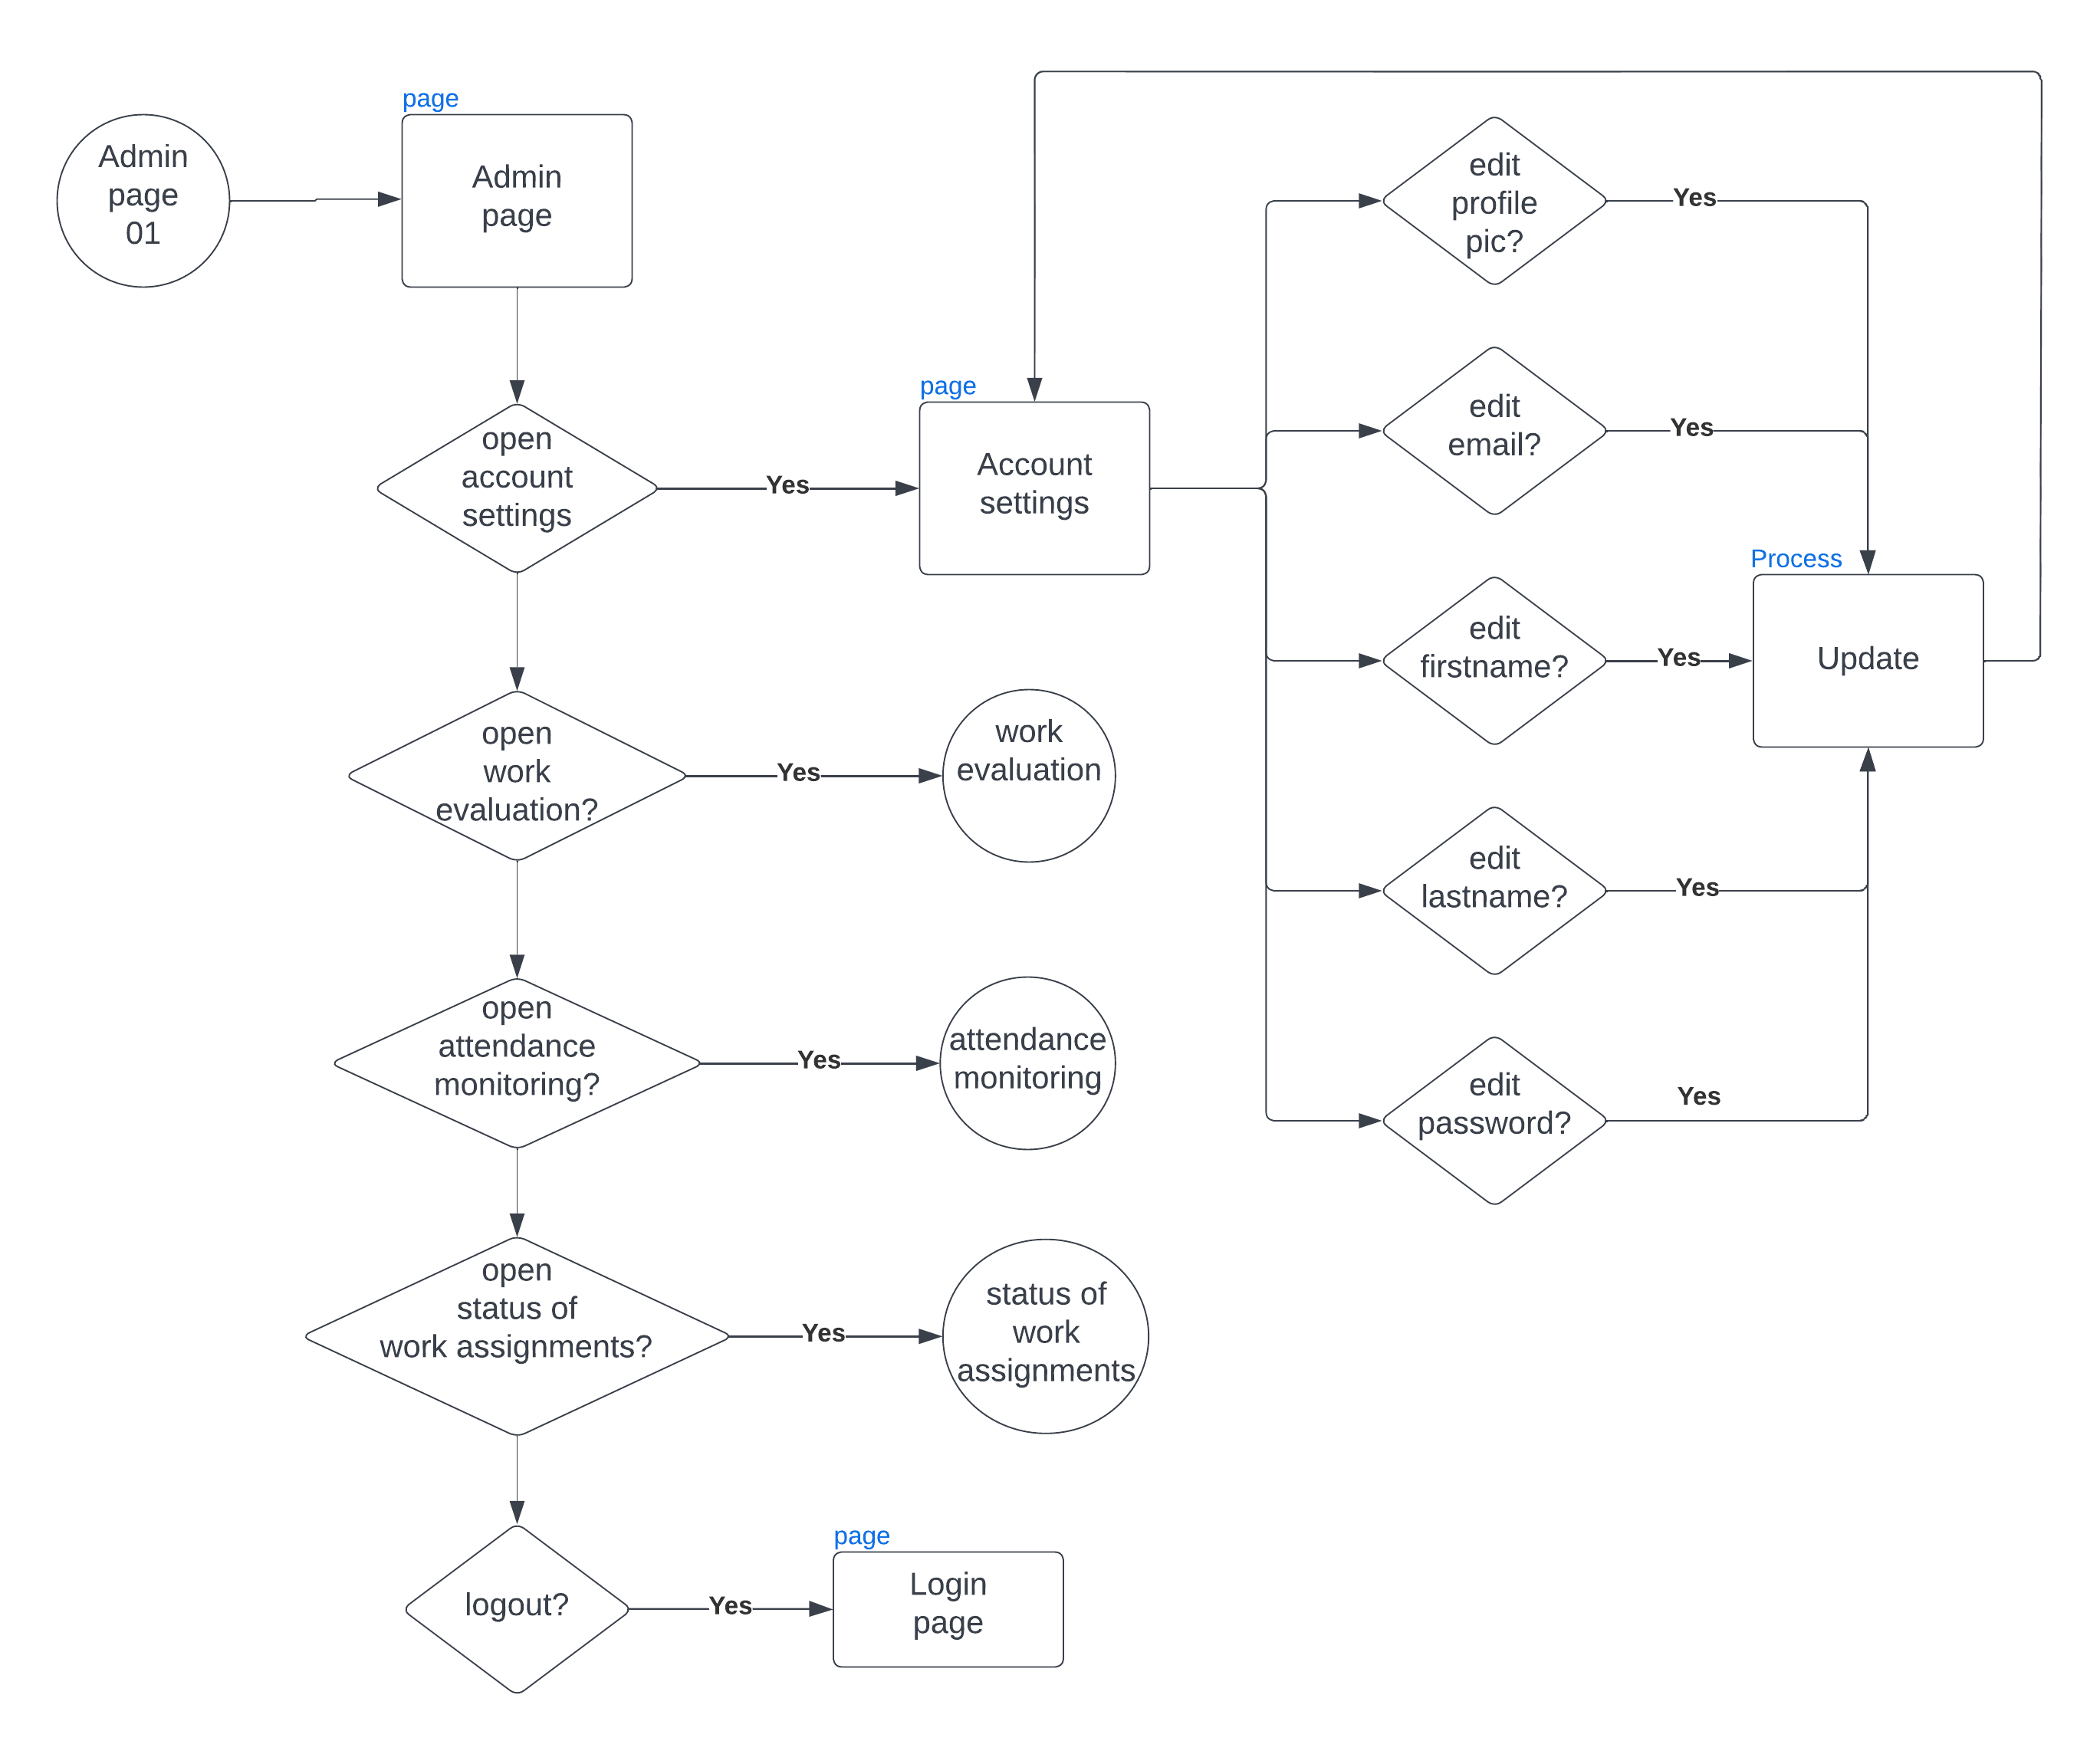 Admin
page
01
page
Admin
page
open
account
settings
Yes
page
Account
settings
edit
profile
pic?
Yes
edit
email?
Yes
edit
firstname?
Yes
Process
Update
edit
lastname?
Yes
edit
password?
Yes
open
work
evaluation?
Yes
work
evaluation
open
attendance
monitoring?
Yes
attendance
monitoring
open
status of
work assignments?
Yes
status of
work
assignments
logout?
Yes
page
Login
page